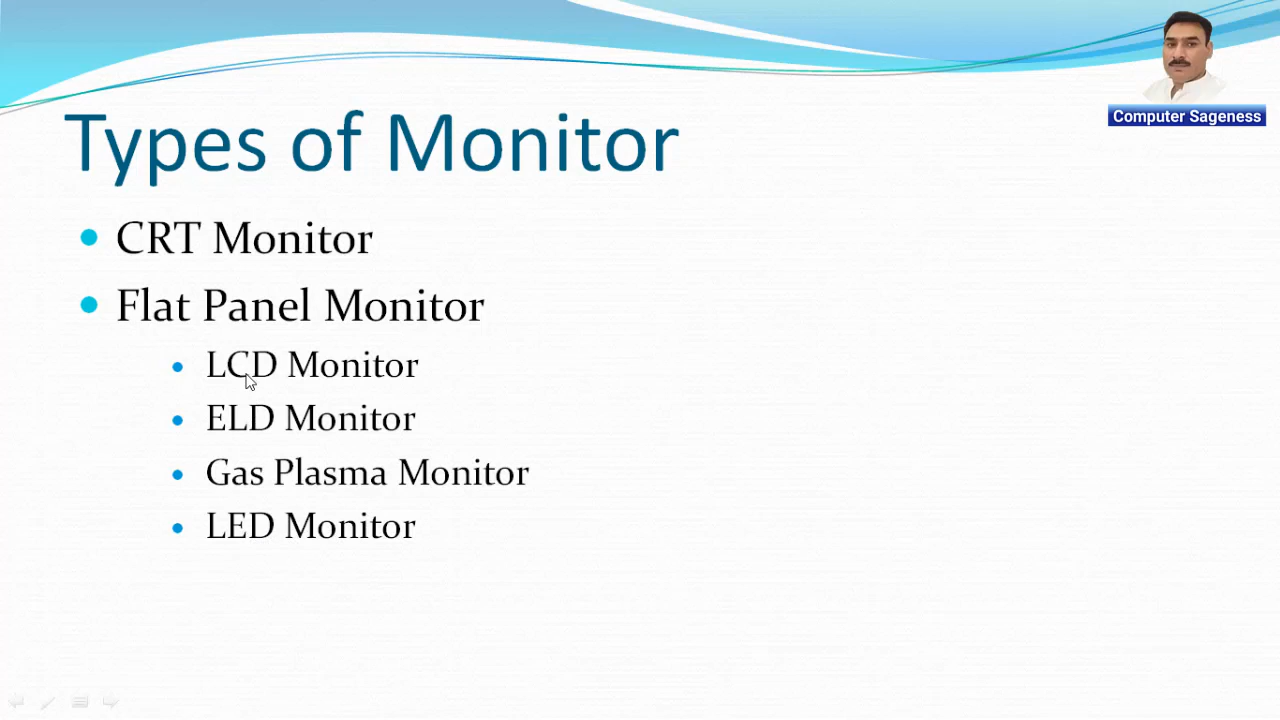 Computer Sageness
Types of Monitor
CRT Monitor
Flat Panel Monitor
LCD Monitor
ELD Monitor
Gas Plasma Monitor
LED Monitor